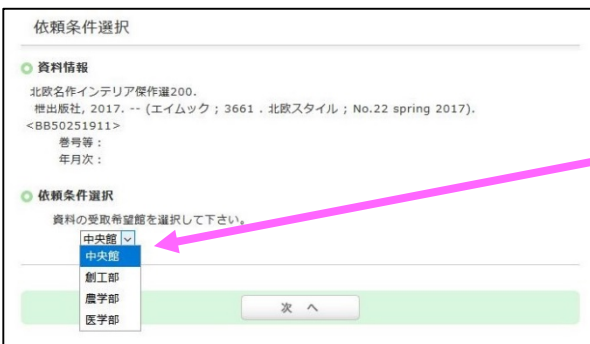 依頼条件選択
資料情報
北欧名作インテリア傑作選200.
枻出版社, 2017. -- (エイムック ; 3661 . 北欧スタイル ; No.22 spring 2017).
<BB50251911>
巻号等 :
年月次 :
依頼条件選択
資料の受取希望館を選択して下さい。
中央館
中央館
創工部
農学部
医学部
次 へ